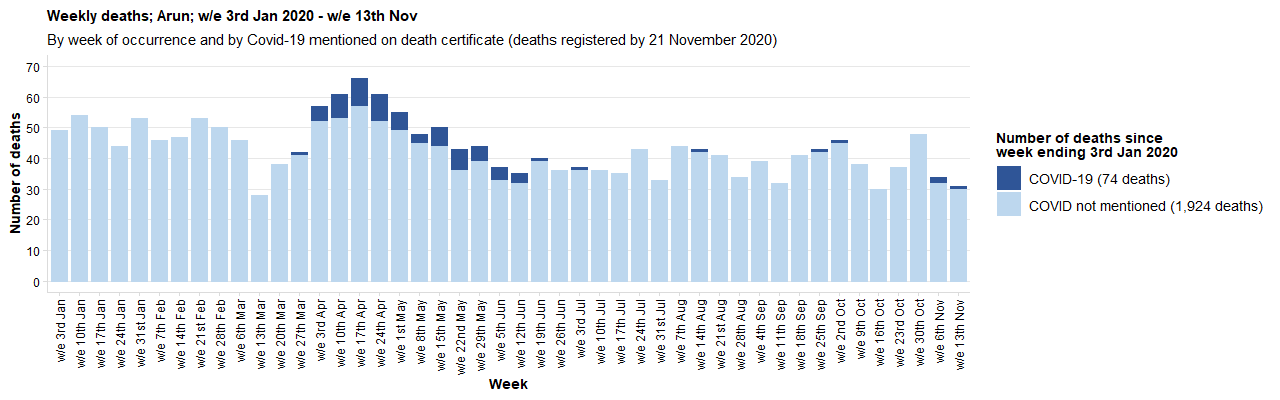 Weekly deaths; Arun; w/e 3rd Jan 2020 - w/e 13th Nov
By week of occurrence and by Covid-19 mentioned on death certificate (deaths registered by 21 November 2020)
Number of deaths
70
60
50
40
30
20
10
0
w/e 3rd Jan
w/e 10th Jan
w/e 17th Jan
w/e 24th Jan
w/e 31st Jan
w/e 7th Feb
w/e 14th Feb
w/e 21st Feb
w/e 28th Feb
w/e 6th Mar
w/e 13th Mar
w/e 20th Mar
w/e 27th Mar
w/e 3rd Apr
w/e 10th Apr
w/e 17th Apr
w/e 24th Apr
w/e 1st May
w/e 8th May
w/e 15th May
w/e 22nd May
w/e 29th May
w/e 5th Jun
w/e 12th Jun
w/e 19th Jun
w/e 26th Jun
w/e 3rd Jul
w/e 10th Jul
w/e 17th Jul
w/e 24th Jul
w/e 31st Jul
w/e 7th Aug
w/e 14th Aug
w/e 21st Aug
w/e 28th Aug
w/e 4th Sep
w/e 11th Sep
w/e 18th Sep
w/e 25th Sep
w/e 2nd Oct
w/e 9th Oct
w/e 16th Oct
w/e 23rd Oct
w/e 30th Oct
w/e 6th Nov
w/e 13th Nov
Week
Number of deaths since
week ending 3rd Jan 2020
COVID-19 (74 deaths)
COVID not mentioned (1,924 deaths)